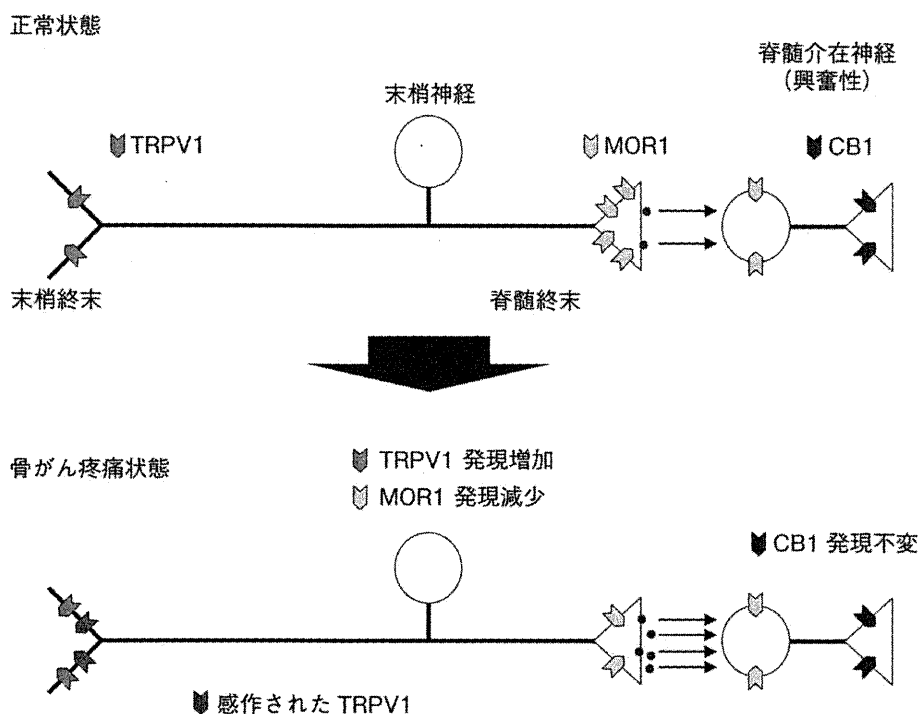 正常状態
脊髄介在神経
(興奮性)
末梢神経
TRPV1
MOR1
CB1
末梢終末
脊髄終末
骨がん疼痛状態
TRPV1 発現増加
MOR1 発現減少
CB1 発現不変
感作された TRPV1